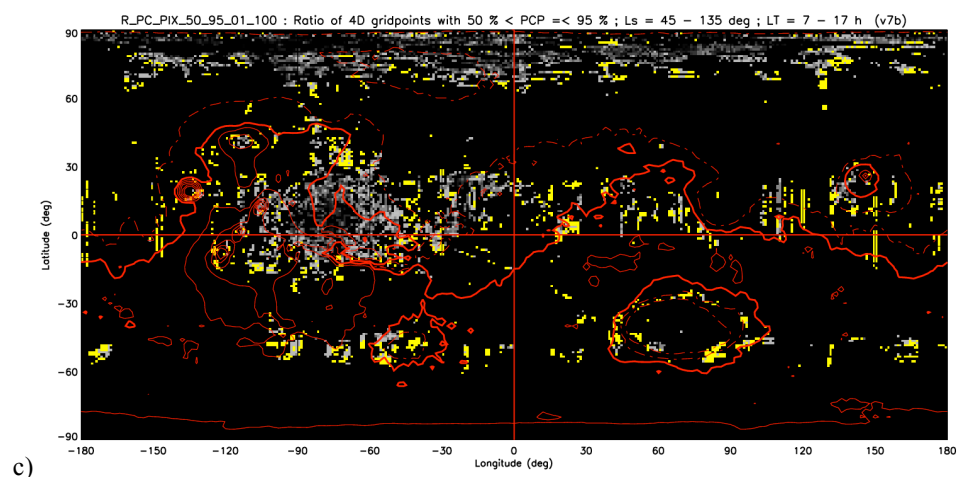 R_PC_PIX_50_95_01_100 : Ratio of 4D gridpoints with 50 % < PCP =< 95 % ; Ls = 45 – 135 deg ; LT = 7 – 17 h (v7b)
90
60
30
0
−30
−60
−90
Latitude (deg)
−180 −150 −120 −90 −60 −30 0 30 60 90 120 150 180
Longitude (deg)
c)